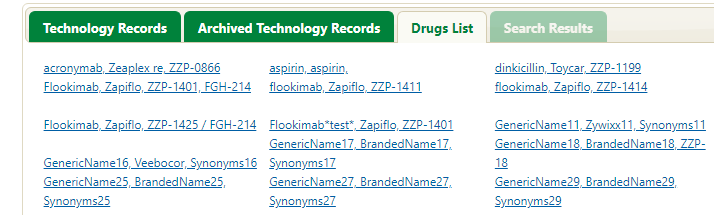 Technology Records
Archived Technology Records
Drugs List
Search Results
acronymab, Zeaplex re, ZZP-0866
aspirin, aspirin,
dinkicillin, Toycar, ZZP-1199
Flookimab, Zapiflo, ZZP-1401, FGH-214
flookimab, Zapiflo, ZZP-1411
flookimab, Zapiflo, ZZP-1414
Flookimab, Zapiflo, ZZP-1425 / FGH-214
Flookimab*test*, Zapiflo, ZZP-1401
GenericName11, Zywixx11, Synonyms11
GenericName16, Veebocor, Synonyms16
GenericName17, BrandedName17,
Synonyms17
GenericName18, BrandedName18, ZZP-
18
GenericName25, BrandedName25,
Synonyms25
GenericName27, BrandedName27,
Synonyms27
GenericName29, BrandedName29,
Synonyms29